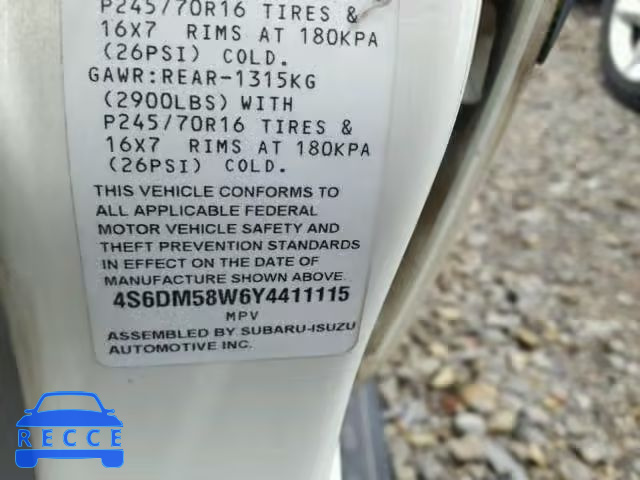 P245/70R16 TIRES &
16X7 RIMS AT 180KPA
(26PSI) COLD.
GAWR:REAR-1315KG
(2900LBS) WITH
P245/70R16 TIRES &
16X7 RIMS AT 180KPA
(26PSI) COLD.
THIS VEHICLE CONFORMS TO
ALL APPLICABLE FEDERAL
MOTOR VEHICLE SAFETY AND
THEFT PREVENTION STANDARDS
IN EFFECT ON THE DATE OF
MANUFACTURE SHOWN ABOVE.
4S6DM58W6Y4411115
MPV
ASSEMBLED BY SUBARU-ISUZU
AUTOMOTIVE INC.
RECCE